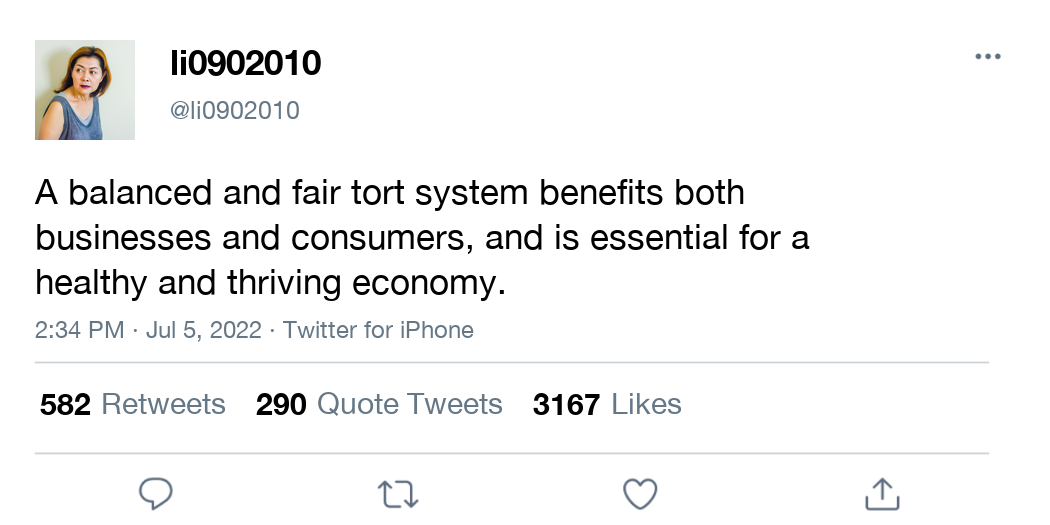 li0902010
@li0902010
A balanced and fair tort system benefits both
businesses and consumers, and is essential for a
healthy and thriving economy.
2:34 PM · Jul 5, 2022 · Twitter for iPhone
582 Retweets 290 Quote Tweets 3167 Likes